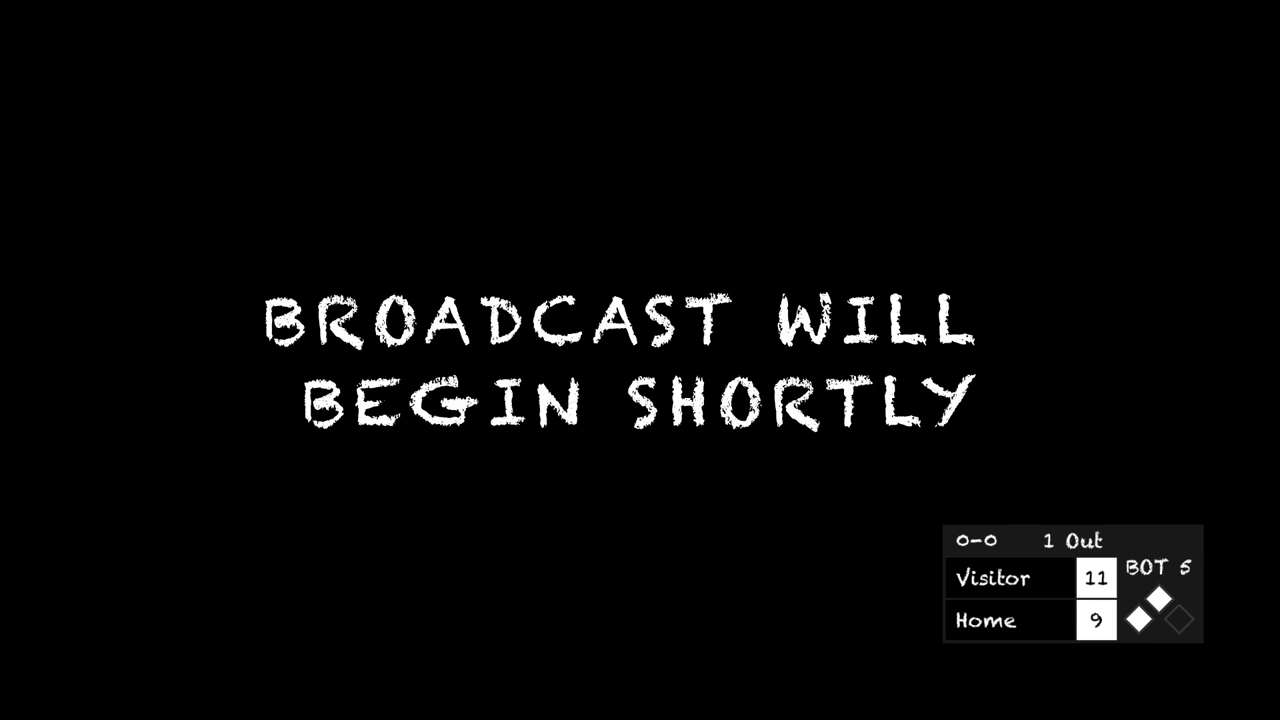 BROADCAST WILL
BEGIN SHORTLY
0-0 1 Out
Visitor 11
BOT 5
Home 9